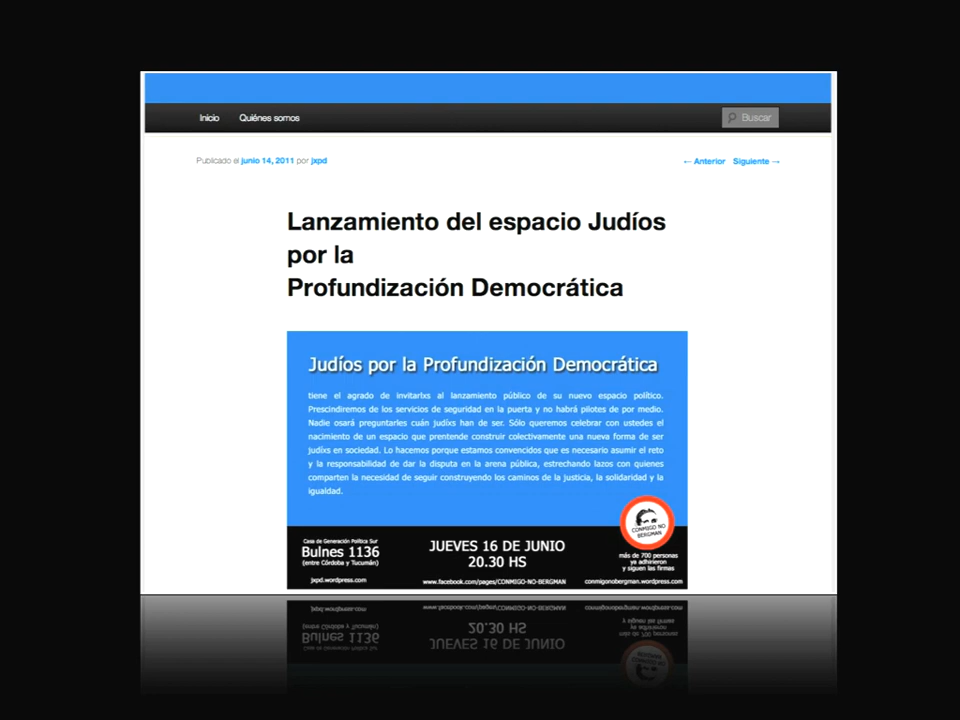 Inicio Quiénes somos Buscar
Publicado el junio 14, 2011 por jxpd ← Anterior Siguiente →
Lanzamiento del espacio Judíos
por la
Profundización Democrática
Judíos por la Profundización Democrática
tiene el agrado de invitarlxs al lanzamiento público de su nuevo espacio político.
Prescindiremos de los servicios de seguridad en la puerta y no habrá pilotes de por medio.
Nadie osará preguntarles cuán judíxs han de ser. Sólo queremos celebrar con ustedes el
nacimiento de un espacio que prentende construir colectivamente una nueva forma de ser
judíxs en sociedad. Lo hacemos porque estamos convencidos que es necesario asumir el reto
y la responsabilidad de dar la disputa en la arena pública, estrechando lazos con quienes
comparten la necesidad de seguir construyendo los caminos de la justicia, la solidaridad y la
igualdad.
CONMIGO NO
BERGMAN
Casa de Generación Política Sur
Bulnes 1136
(entre Córdoba y Tucumán)
jxpd.wordpress.com
JUEVES 16 DE JUNIO
20.30 HS
www.facebook.com/pages/CONMIGO-NO-BERGMAN
más de 700 personas
ya adhirieron
y siguen las firmas
conmigonobergman.wordpress.com